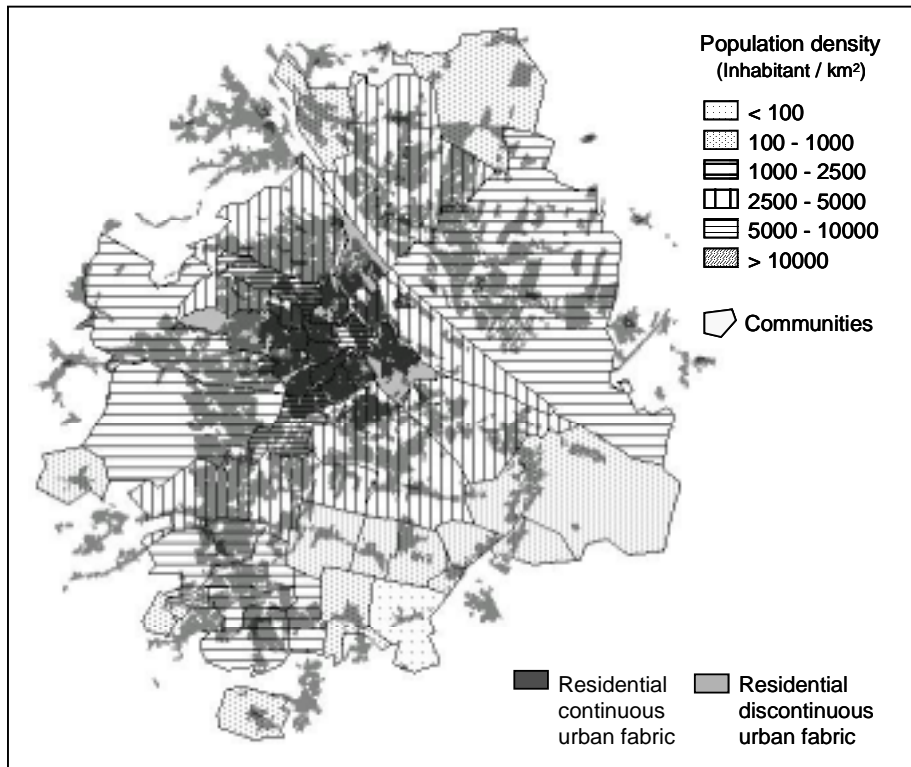 Population density
(Inhabitant / km²)
< 100
100 - 1000
1000 - 2500
2500 - 5000
5000 - 10000
> 10000
Communities
Residential
continuous
urban fabric
Residential
discontinuous
urban fabric